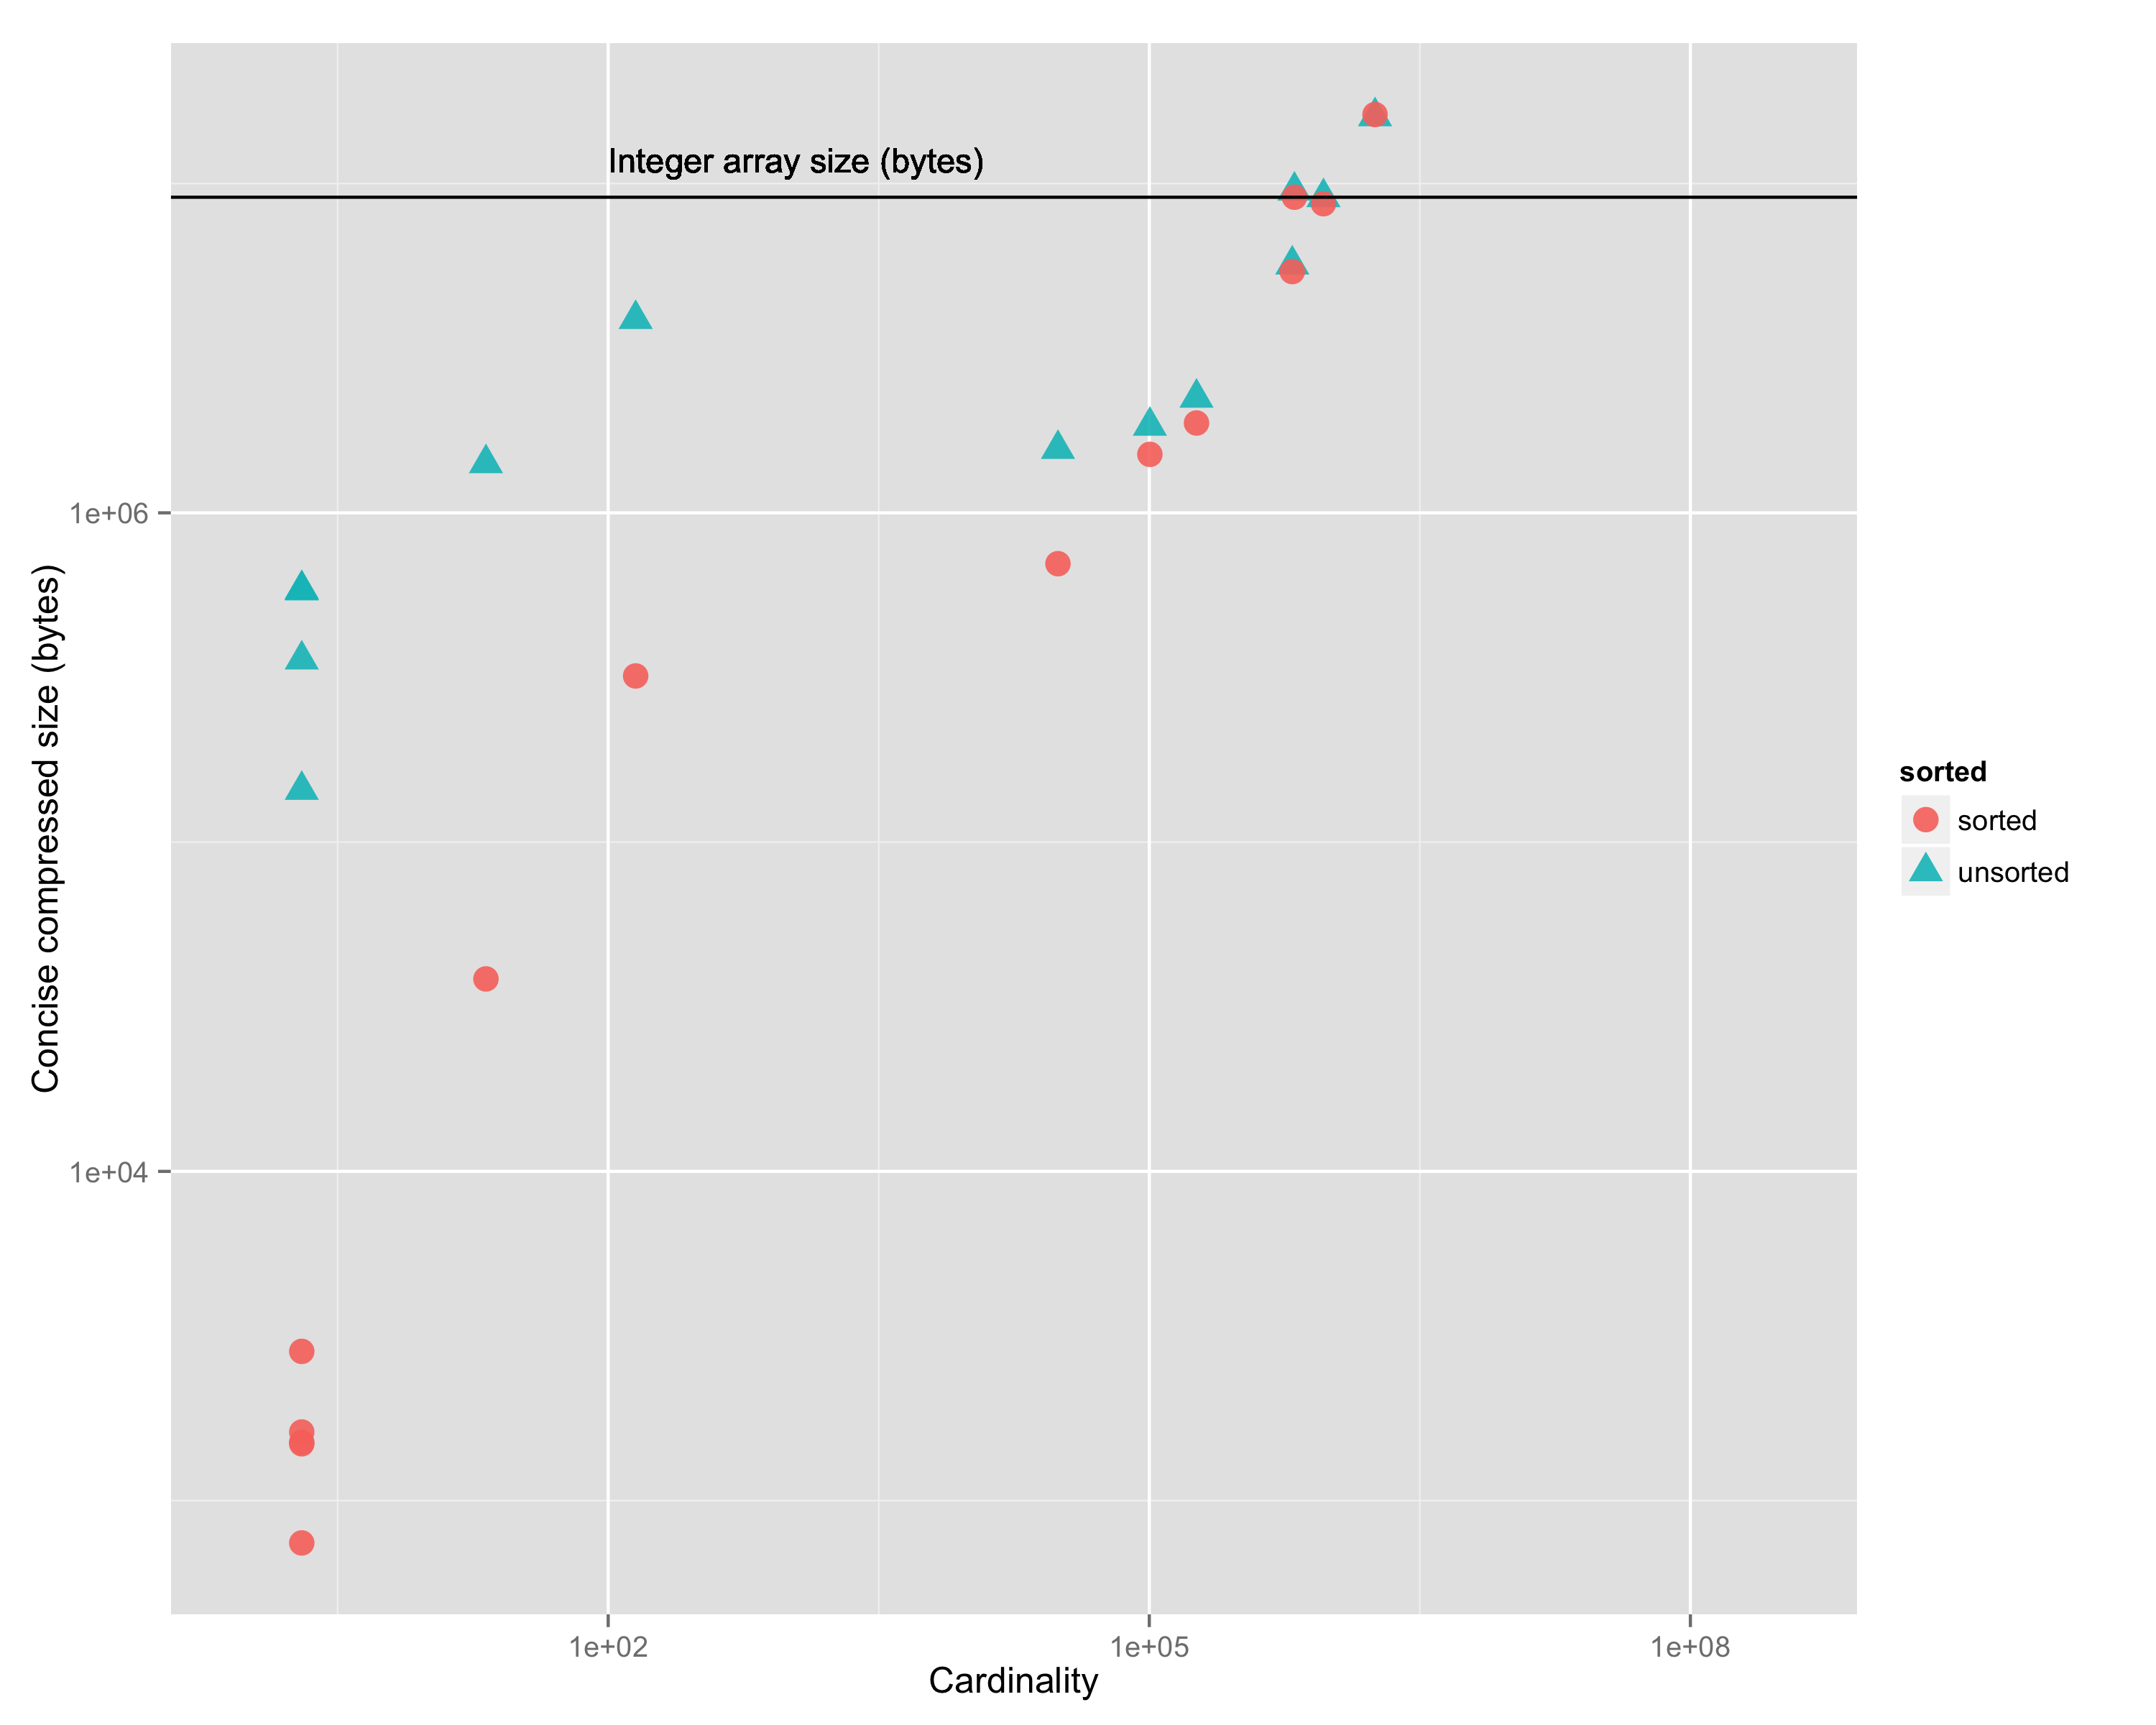 Integer array size (bytes)
1e+06
1e+04
Concise compressed size (bytes)
1e+02
1e+05
1e+08
Cardinality
sorted
sorted
unsorted